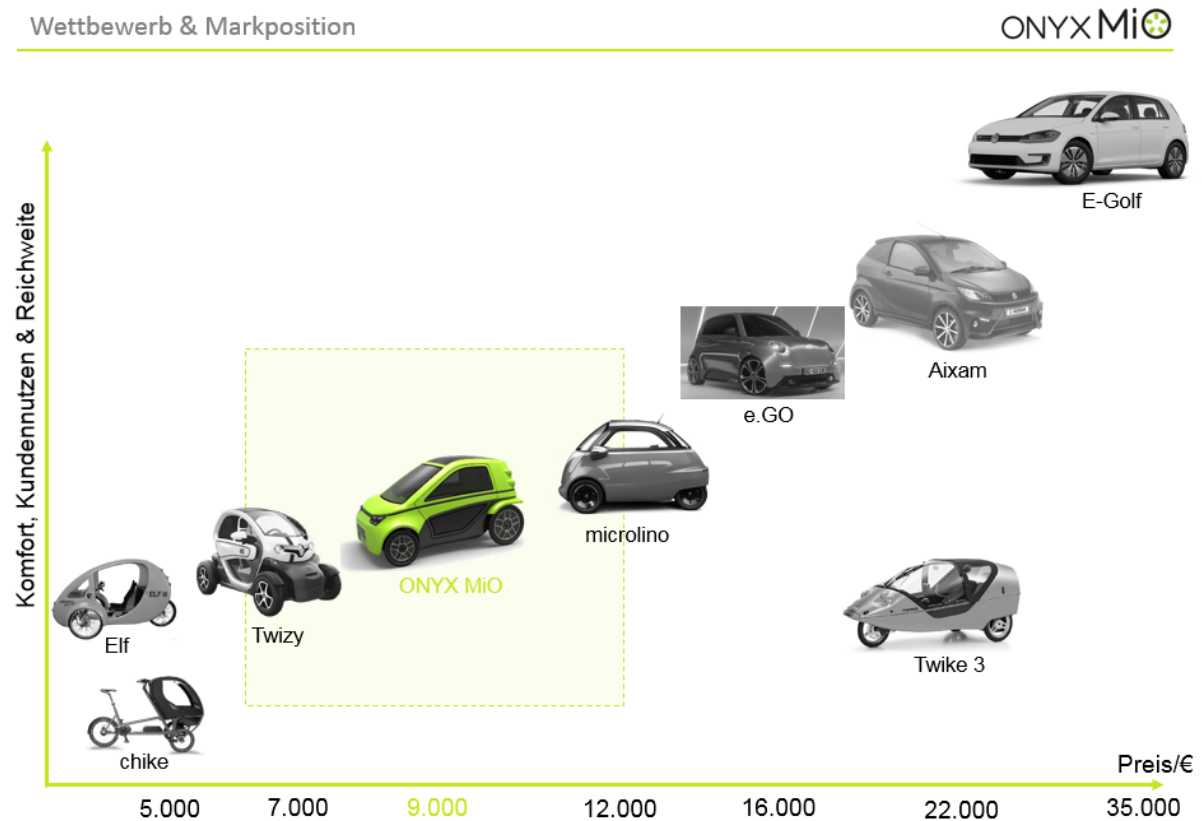 Wettbewerb & Markposition
ONYX MiO
Komfort, Kundennutzen & Reichweite
E-Golf
Aixam
e.GO
microlino
ONYX MiO
ELF
Elf
Twizy
Twike 3
chike
Preis/€
5.000
7.000
9.000
12.000
16.000
22.000
35.000